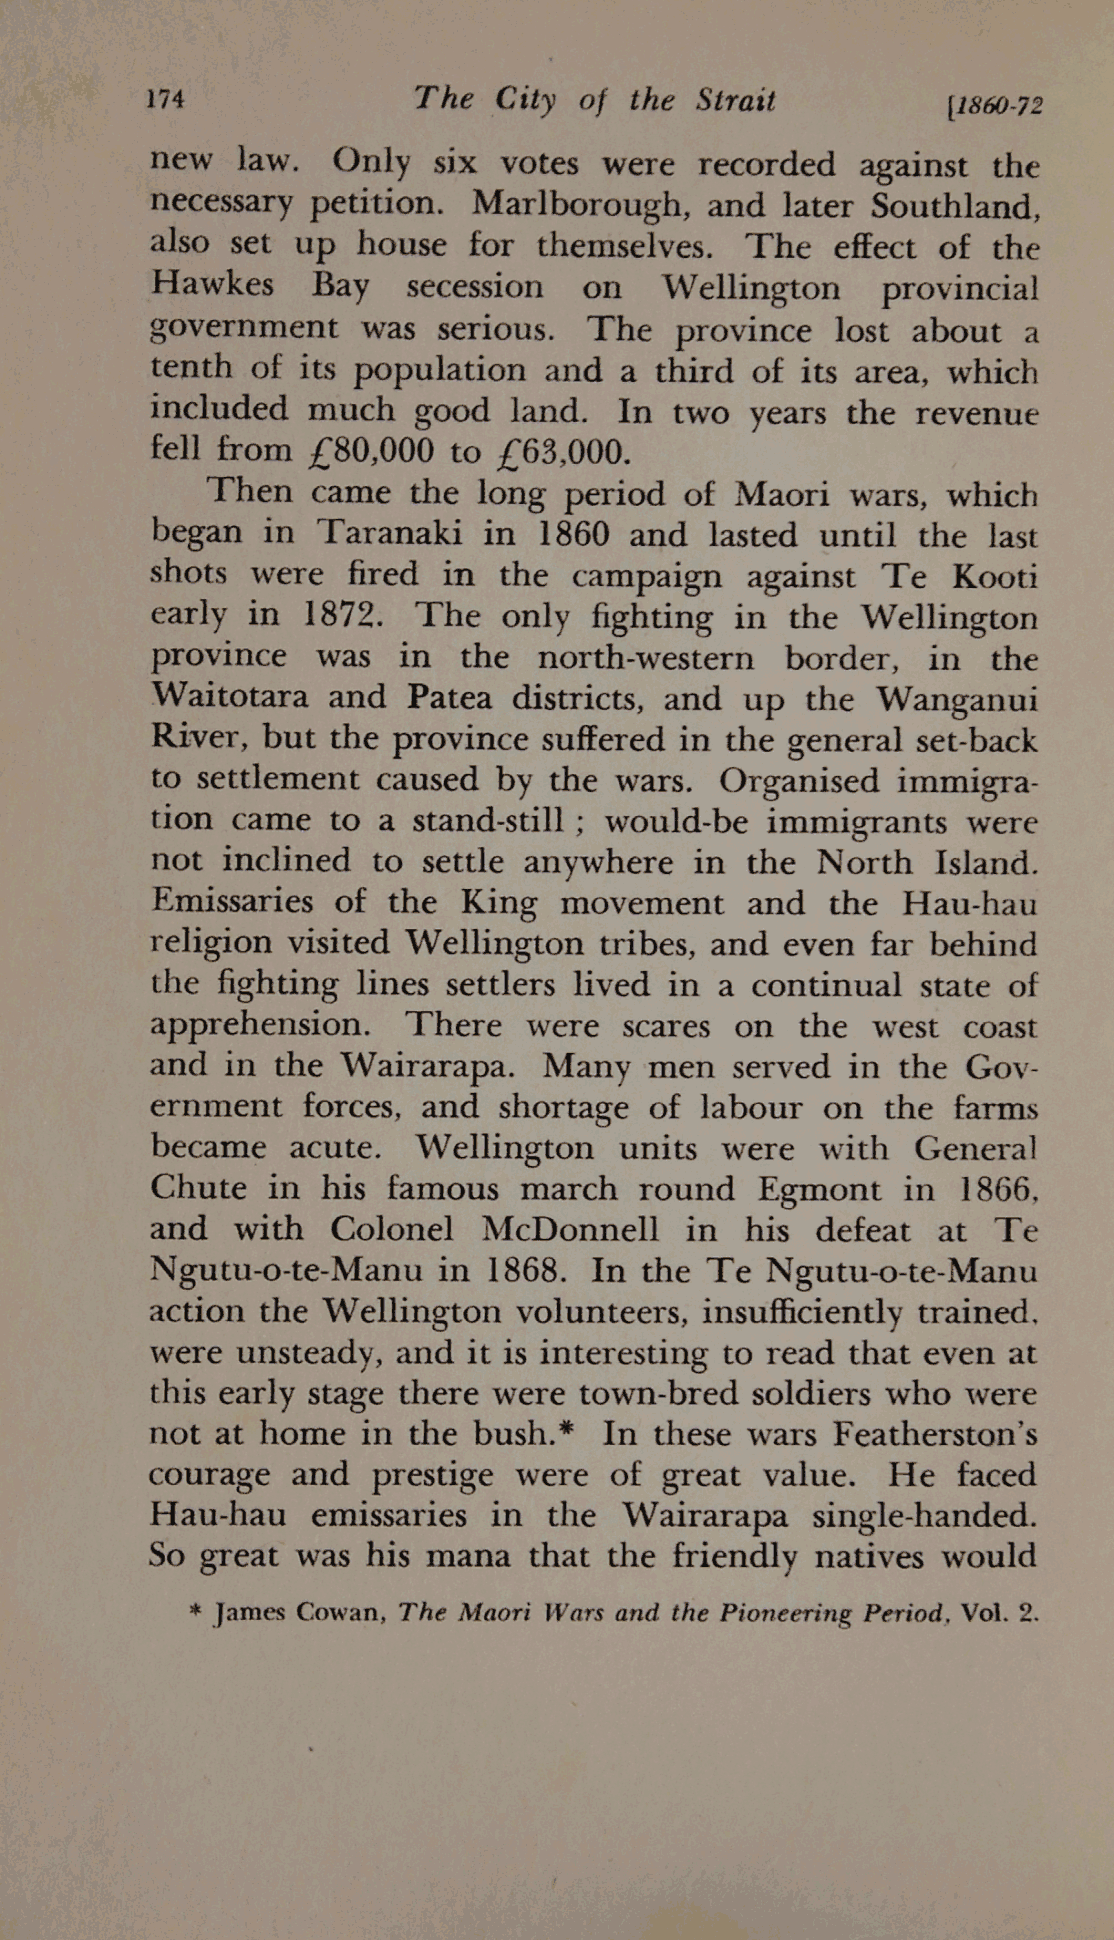 174 The City of the Strait [1860-72
new law. Only six votes were recorded against the
necessary petition. Marlborough, and later Southland,
also set up house for themselves. The effect of the
Hawkes Bay secession on Wellington provincial
government was serious. The province lost about a
tenth of its population and a third of its area, which
included much good land. In two years the revenue
fell from £80,000 to £63,000.
Then came the long period of Maori wars, which
began in Taranaki in 1860 and lasted until the last
shots were fired in the campaign against Te Kooti
early in 1872. The only fighting in the Wellington
province was in the north-western border, in the
Waitotara and Patea districts, and up the Wanganui
River, but the province suffered in the general set-back
to settlement caused by the wars. Organised immigra-
tion came to a stand-still ; would-be immigrants were
not inclined to settle anywhere in the North Island.
Emissaries of the King movement and the Hau-hau
religion visited Wellington tribes, and even far behind
the fighting lines settlers lived in a continual state of
apprehension. There were scares on the west coast
and in the Wairarapa. Many men served in the Gov-
ernment forces, and shortage of labour on the farms
became acute. Wellington units were with General
Chute in his famous march round Egmont in 1866,
and with Colonel McDonnell in his defeat at Te
Ngutu-o-te-Manu in 1868. In the Te Ngutu-o-te-Manu
action the Wellington volunteers, insufficiently trained,
were unsteady, and it is interesting to read that even at
this early stage there were town-bred soldiers who were
not at home in the bush.* In these wars Featherston's
courage and prestige were of great value. He faced
Hau-hau emissaries in the Wairarapa single-handed.
So great was his mana that the friendly natives would
* James Cowan, The Maori Wars and the Pioneering Period, Vol. 2.